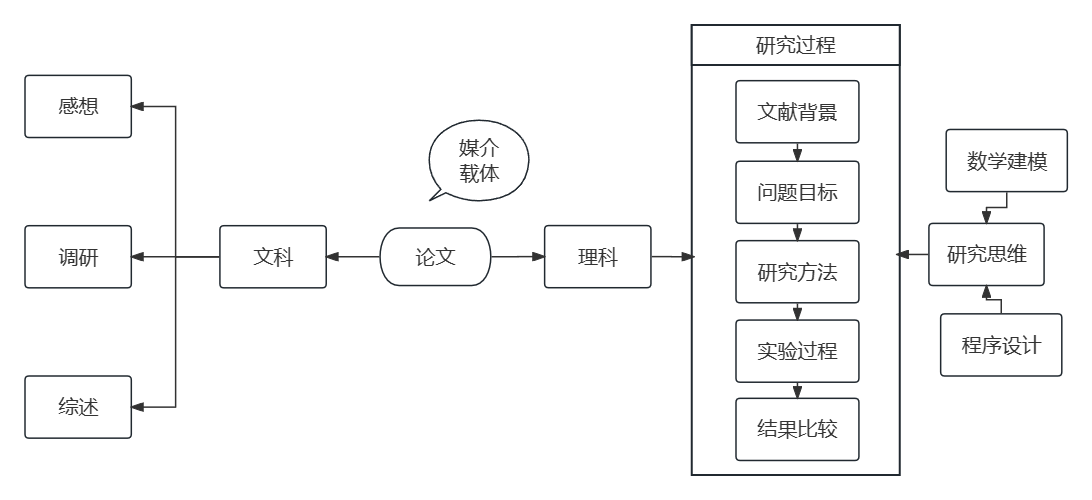 研究过程
感想
文献背景
媒介
载体
数学建模
问题目标
调研
文科
论文
理科
研究方法
研究思维
实验过程
程序设计
综述
结果比较